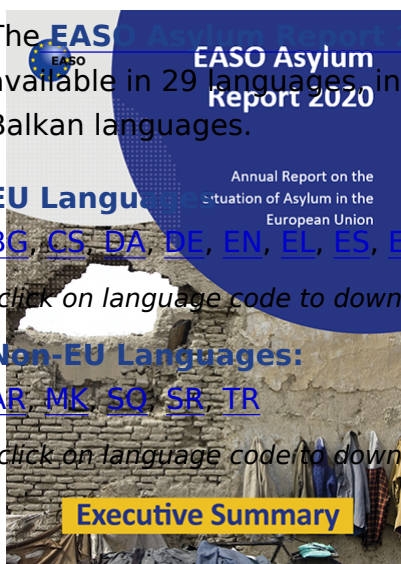 The EASO Asylum Report
EASO
EASO Asylum
Report 2020
available in 29 languages, in
Balkan languages.
Annual Report on the
Situation of Asylum in the
European Union
EU Languages:
BG, CS, DA, DE, EN, EL, ES, E
click on language code to down
Non-EU Languages:
AR, MK, SQ, SR, TR
click on language code to down
Executive Summary